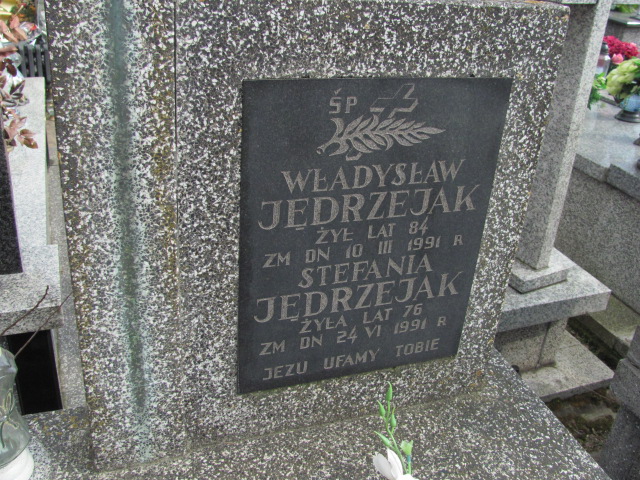 ŚP
WŁADYSŁAW
JĘDRZEJAK
ŻYŁ LAT 84
ZM DN 10 III 1991 R
STEFANIA
JĘDRZEJAK
ŻYŁA LAT 76
ZM DN 24 VI 1991 R
JEZU UFAMY TOBIE